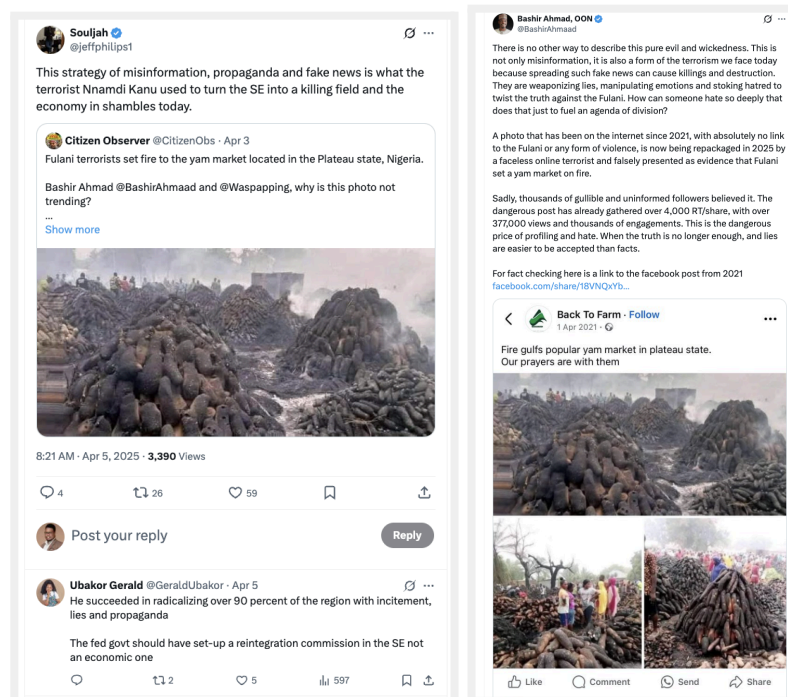 Souljah
@jeffphilips1
This strategy of misinformation, propaganda and fake news is what the
terrorist Nnamdi Kanu used to turn the SE into a killing field and the
economy in shambles today.
Citizen Observer @CitizenObs · Apr 3
Fulani terrorists set fire to the yam market located in the Plateau state, Nigeria.
Bashir Ahmad @BashirAhmaad and @Waspapping, why is this photo not
trending?
...
Show more
8:21 AM · Apr 5, 2025 · 3,390 Views
4 26 59
Post your reply
Reply
Ubakor Gerald @GeraldUbakor · Apr 5
He succeeded in radicalizing over 90 percent of the region with incitement,
lies and propaganda
The fed govt should have set-up a reintegration commission in the SE not
an economic one
2 5 597
Bashir Ahmad, OON
@BashirAhmaad
There is no other way to describe this pure evil and wickedness. This is
not only misinformation, it is also a form of the terrorism we face today
because spreading such fake news can cause killings and destruction.
They are weaponizing lies, manipulating emotions and stoking hatred to
twist the truth against the Fulani. How can someone hate so deeply that
does that just to fuel an agenda of division?
A photo that has been on the internet since 2021, with absolutely no link
to the Fulani or any form of violence, is now being repackaged in 2025 by
a faceless online terrorist and falsely presented as evidence that Fulani
set a yam market on fire.
Sadly, thousands of gullible and uninformed followers believed it. The
dangerous post has already gathered over 4,000 RT/share, with over
377,000 views and thousands of engagements. This is the dangerous
price of profiling and hate. When the truth is no longer enough, and lies
are easier to be accepted than facts.
For fact checking here is a link to the facebook post from 2021
facebook.com/share/18VNQxYb...
Back To Farm · Follow
1 Apr 2021 ·
Fire gulfs popular yam market in plateau state.
Our prayers are with them
Like Comment Send Share